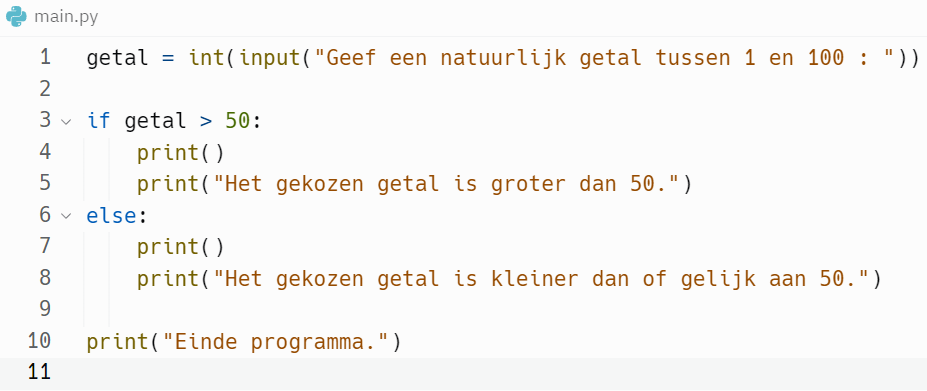 main.py
1 getal = int(input("Geef een natuurlijk getal tussen 1 en 100 : "))
2
3 if getal > 50:
4     print()
5     print("Het gekozen getal is groter dan 50.")
6 else:
7     print()
8     print("Het gekozen getal is kleiner dan of gelijk aan 50.")
9
10 print("Einde programma.")
11